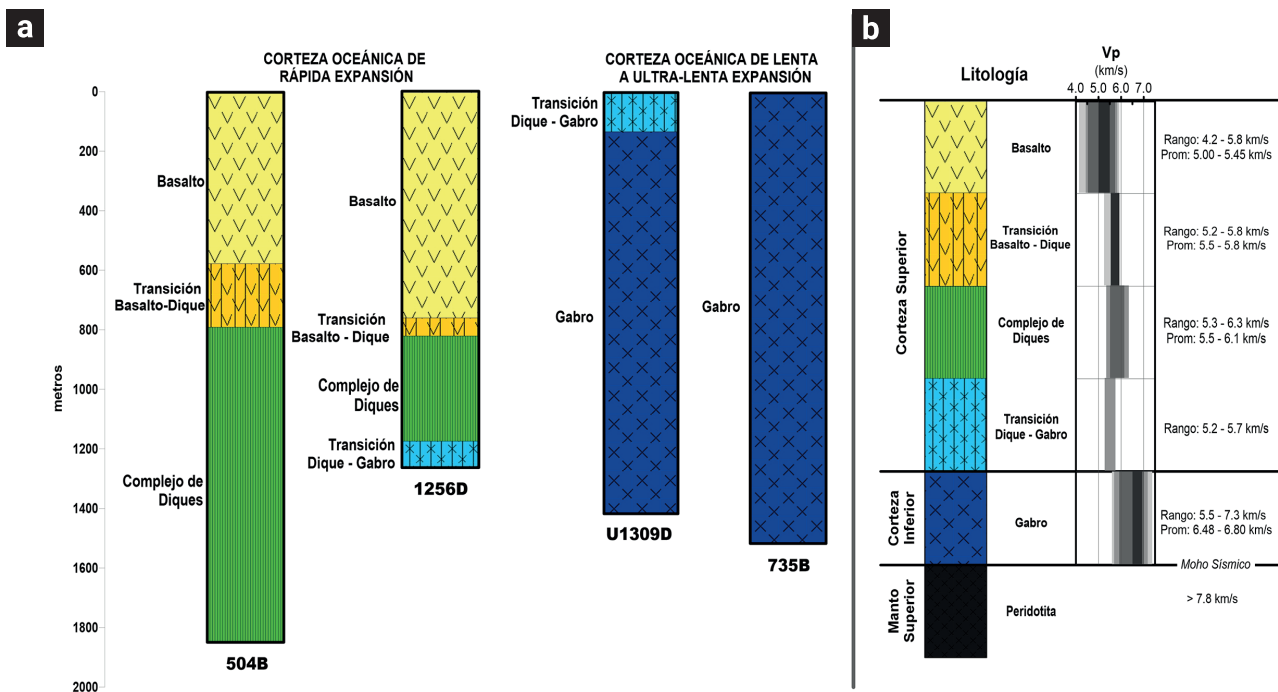 a
CORTEZA OCEÁNICA DE
RÁPIDA EXPANSIÓN
CORTEZA OCEÁNICA DE LENTA
A ULTRA-LENTA EXPANSIÓN
metros
0
200
400
600
800
1000
1200
1400
1600
1800
2000
Basalto
Transición
Basalto-Dique
Complejo de
Diques
504B
Basalto
Transición
Basalto - Dique
Complejo de
Diques
Transición
Dique - Gabro
1256D
Transición
Dique - Gabro
Gabro
U1309D
Gabro
735B
b
Litología
Vp
(km/s)
4.0 5.0 6.0 7.0
Corteza Superior
Basalto
Rango: 4.2 - 5.8 km/s
Prom: 5.00 - 5.45 km/s
Transición
Basalto - Dique
Rango: 5.2 - 5.8 km/s
Prom: 5.5 - 5.8 km/s
Complejo de
Diques
Rango: 5.3 - 6.3 km/s
Prom: 5.5 - 6.1 km/s
Transición
Dique - Gabro
Rango: 5.2 - 5.7 km/s
Corteza
Inferior
Gabro
Rango: 5.5 - 7.3 km/s
Prom: 6.48 - 6.80 km/s
Moho Sísmico
Manto
Superior
Peridotita
> 7.8 km/s